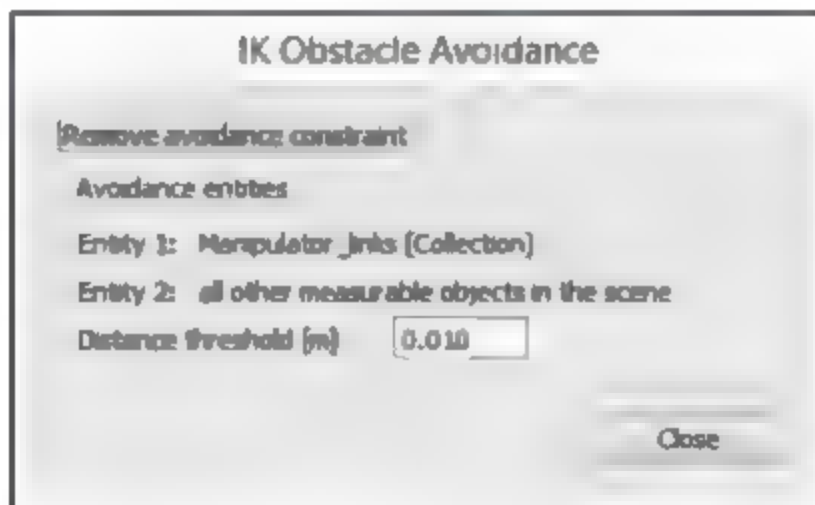 IK Obstacle Avoidance
Remove avoidance constraint
Avoidance entities
Entity 1: Manipulator_links (Collection)
Entity 2: all other measurable objects in the scene
Distance threshold (m) 0.010
Close